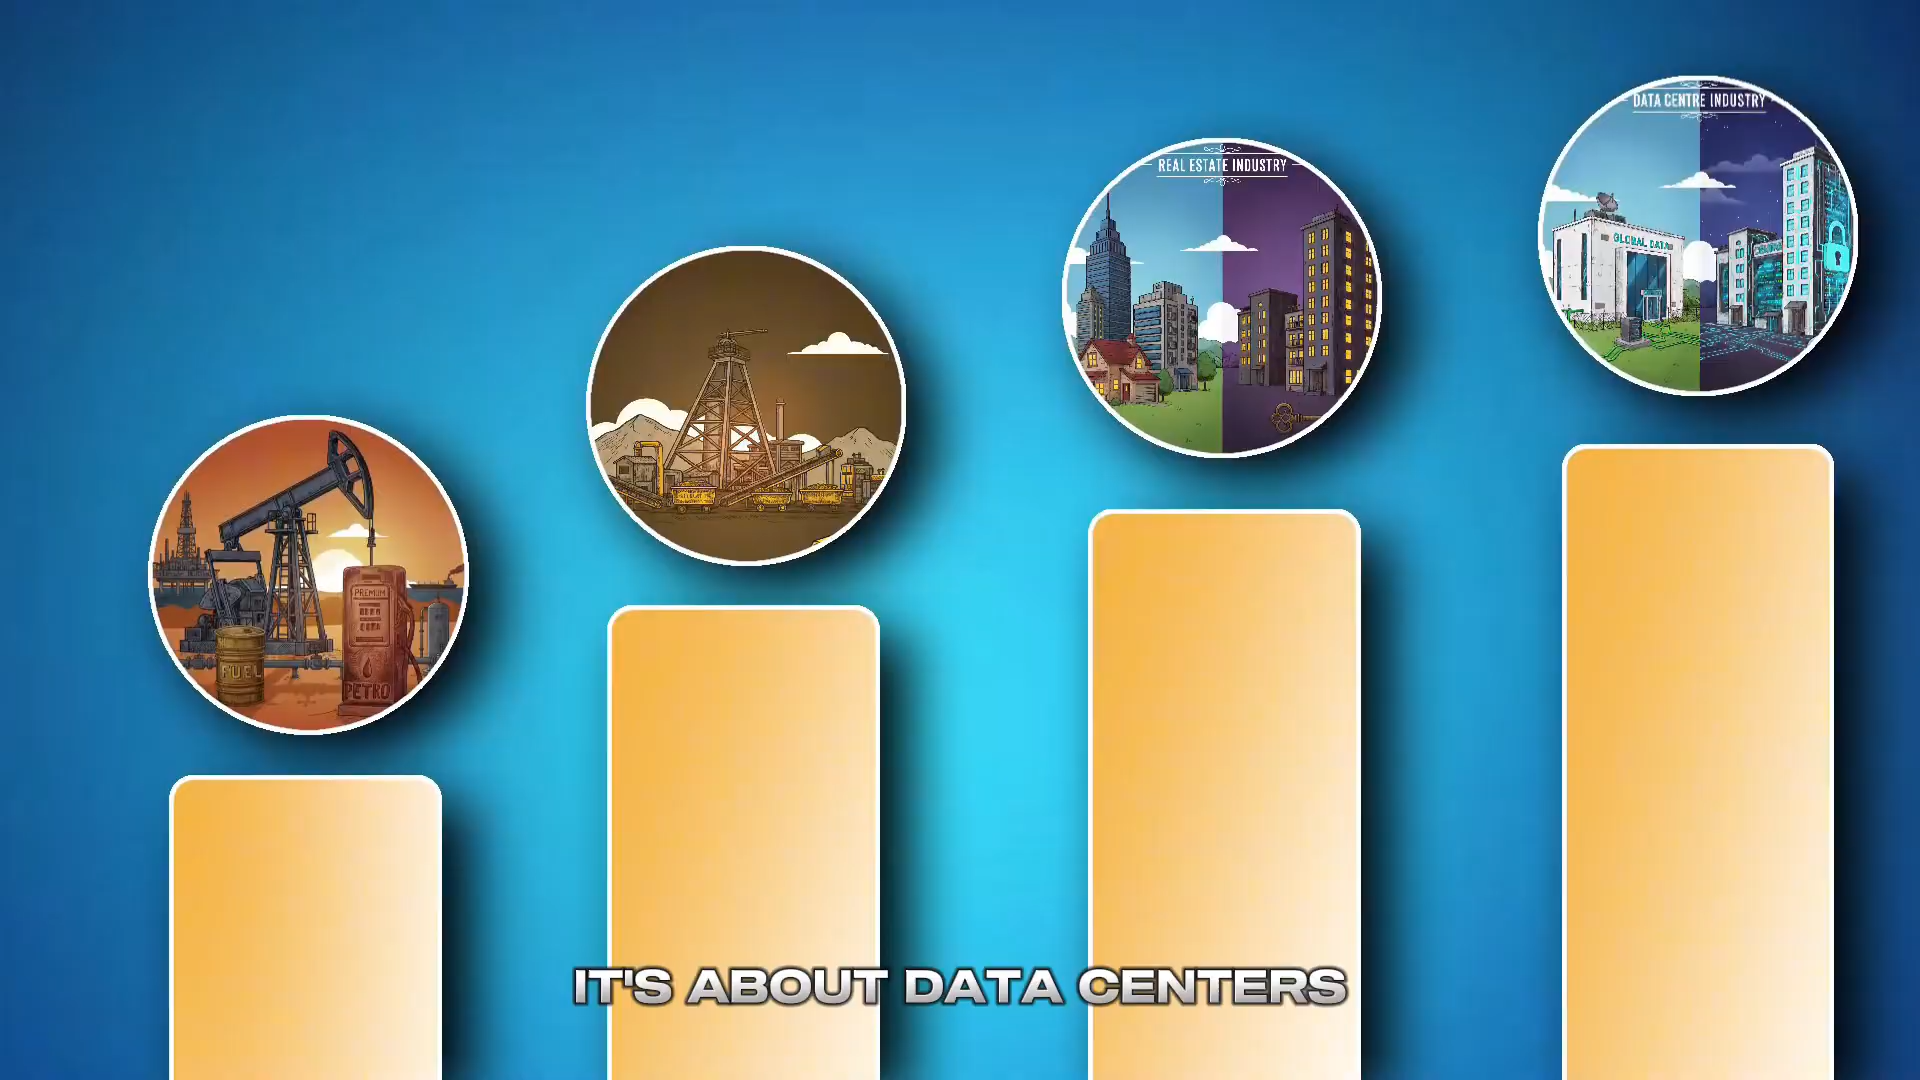 DATA CENTRE INDUSTRY
REAL ESTATE INDUSTRY
GLOBAL DATA
PREMIUM
FUEL
PETRO
IT'S ABOUT DATA CENTERS